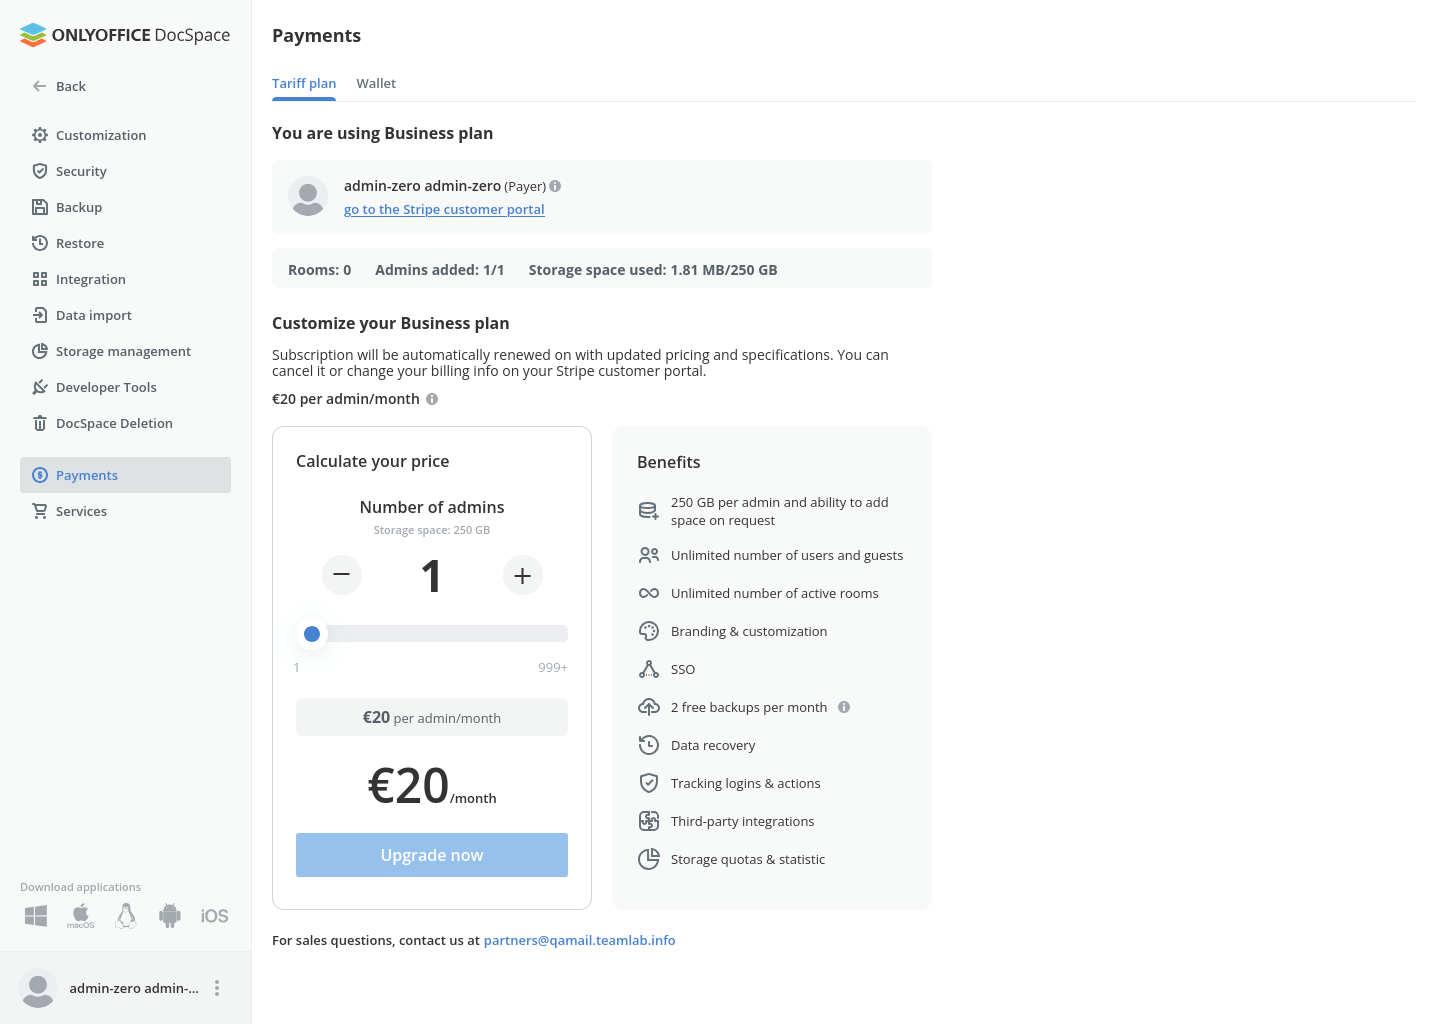 ONLYOFFICE DocSpace
Back
Customization
Security
Backup
Restore
Integration
Data import
Storage management
Developer Tools
DocSpace Deletion
Payments
Services
Download applications
macOS
iOS
admin-zero admin-...
Payments
Tariff plan
Wallet
You are using Business plan
admin-zero admin-zero (Payer)
go to the Stripe customer portal
Rooms: 0 Admins added: 1/1 Storage space used: 1.81 MB/250 GB
Customize your Business plan
Subscription will be automatically renewed on with updated pricing and specifications. You can
cancel it or change your billing info on your Stripe customer portal.
€20 per admin/month
Calculate your price
Number of admins
Storage space: 250 GB
1
1 999+
€20 per admin/month
€20/month
Upgrade now
Benefits
250 GB per admin and ability to add
space on request
Unlimited number of users and guests
Unlimited number of active rooms
Branding & customization
SSO
2 free backups per month
Data recovery
Tracking logins & actions
Third-party integrations
Storage quotas & statistic
For sales questions, contact us at partners@qamail.teamlab.info